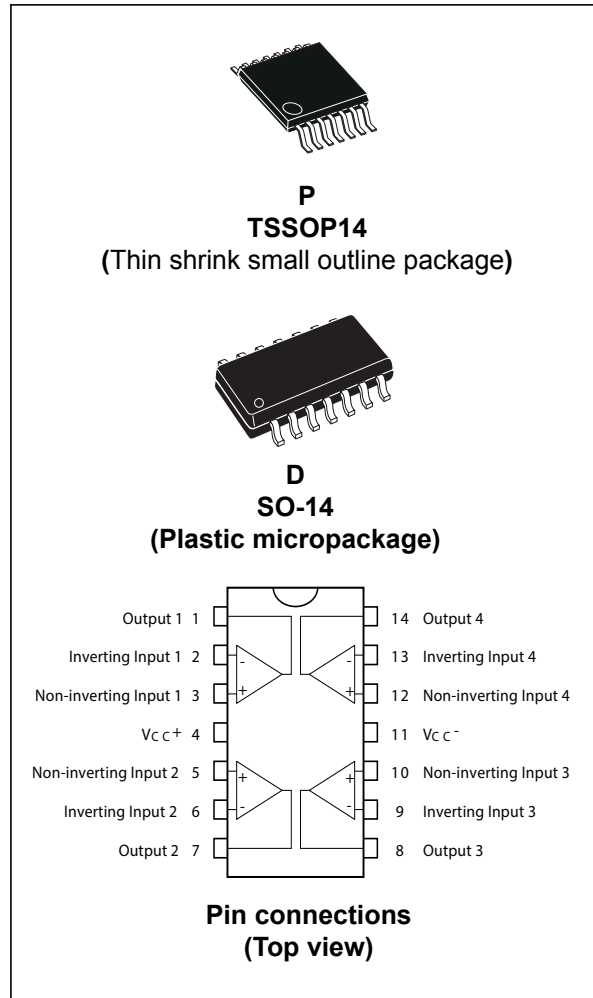 P
TSSOP14
(Thin shrink small outline package)
D
SO-14
(Plastic micropackage)
Output 1 1
14 Output 4
Inverting Input 1 2
-
-
13 Inverting Input 4
Non-inverting Input 1 3
+
+
12 Non-inverting Input 4
VCC+ 4
11 VCC-
Non-inverting Input 2 5
+
+
10 Non-inverting Input 3
Inverting Input 2 6
-
-
9 Inverting Input 3
Output 2 7
8 Output 3
Pin connections
(Top view)